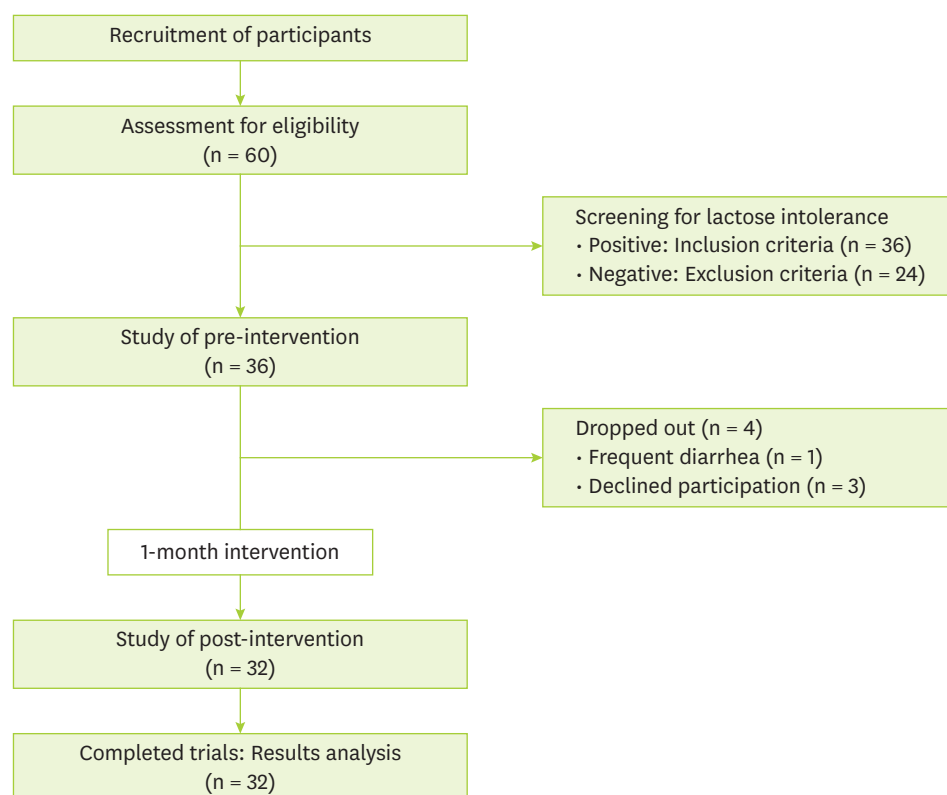 Recruitment of participants
Assessment for eligibility
(n = 60)
Screening for lactose intolerance
• Positive: Inclusion criteria (n = 36)
• Negative: Exclusion criteria (n = 24)
Study of pre-intervention
(n = 36)
Dropped out (n = 4)
• Frequent diarrhea (n = 1)
• Declined participation (n = 3)
1-month intervention
Study of post-intervention
(n = 32)
Completed trials: Results analysis
(n = 32)